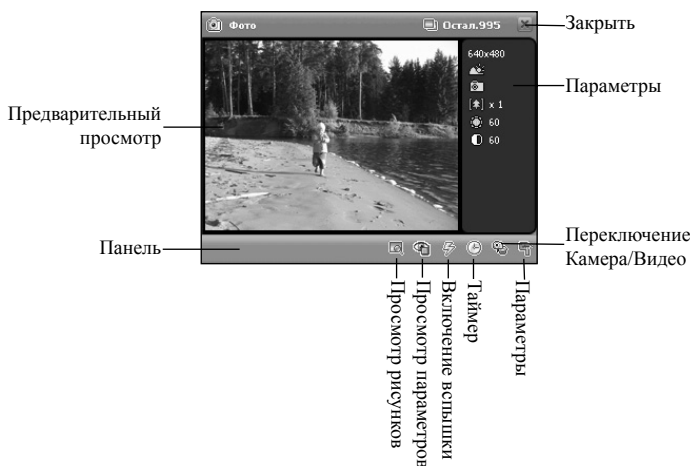 Фото
Остал.995
Закрыть
640x480
Параметры
x 1
60
60
Предварительный
просмотр
Панель
Переключение
Камера/Видео
Просмотр рисунков
Просмотр параметров
Включение вспышки
Таймер
Параметры